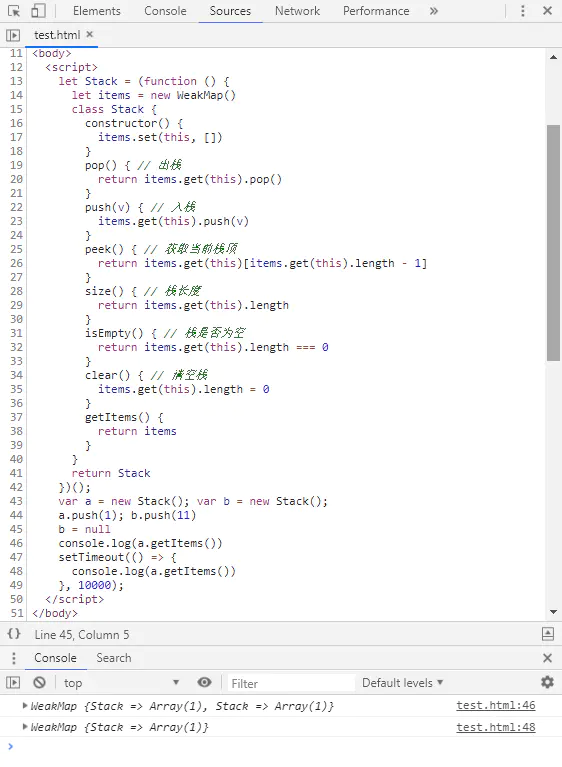 Elements Console Sources Network Performance »
test.html ×
11 <body>
12 <script>
13 let Stack = (function () {
14 let items = new WeakMap()
15 class Stack {
16 constructor() {
17 items.set(this, [])
18 }
19 pop() { // 出栈
20 return items.get(this).pop()
21 }
22 push(v) { // 入栈
23 items.get(this).push(v)
24 }
25 peek() { // 获取当前栈顶
26 return items.get(this)[items.get(this).length - 1]
27 }
28 size() { // 栈长度
29 return items.get(this).length
30 }
31 isEmpty() { // 栈是否为空
32 return items.get(this).length === 0
33 }
34 clear() { // 清空栈
35 items.get(this).length = 0
36 }
37 getItems() {
38 return items
39 }
40 }
41 return Stack
42 })();
43 var a = new Stack(); var b = new Stack();
44 a.push(1); b.push(11)
45 b = null
46 console.log(a.getItems())
47 setTimeout(() => {
48 console.log(a.getItems())
49 }, 10000);
50 </script>
51 </body>
{} Line 45, Column 5
Console Search ×
top Filter Default levels
WeakMap {Stack => Array(1), Stack => Array(1)} test.html:46
WeakMap {Stack => Array(1)} test.html:48